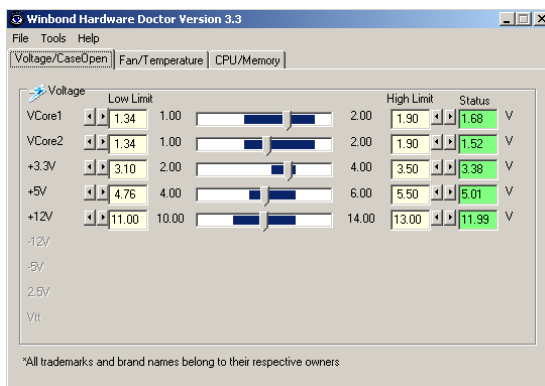 Winbond Hardware Doctor Version 3.3
File Tools Help
Voltage/CaseOpen Fan/Temperature CPU/Memory
Voltage Low Limit High Limit Status
VCore1 1.34 1.00 2.00 1.90 1.68 V
VCore2 1.34 1.00 2.00 1.90 1.52 V
+3.3V 3.10 2.00 4.00 3.50 3.38 V
+5V 4.76 4.00 6.00 5.50 5.01 V
+12V 11.00 10.00 14.00 13.00 11.99 V
-12V
-5V
2.5V
Vtt
*All trademarks and brand names belong to their respective owners